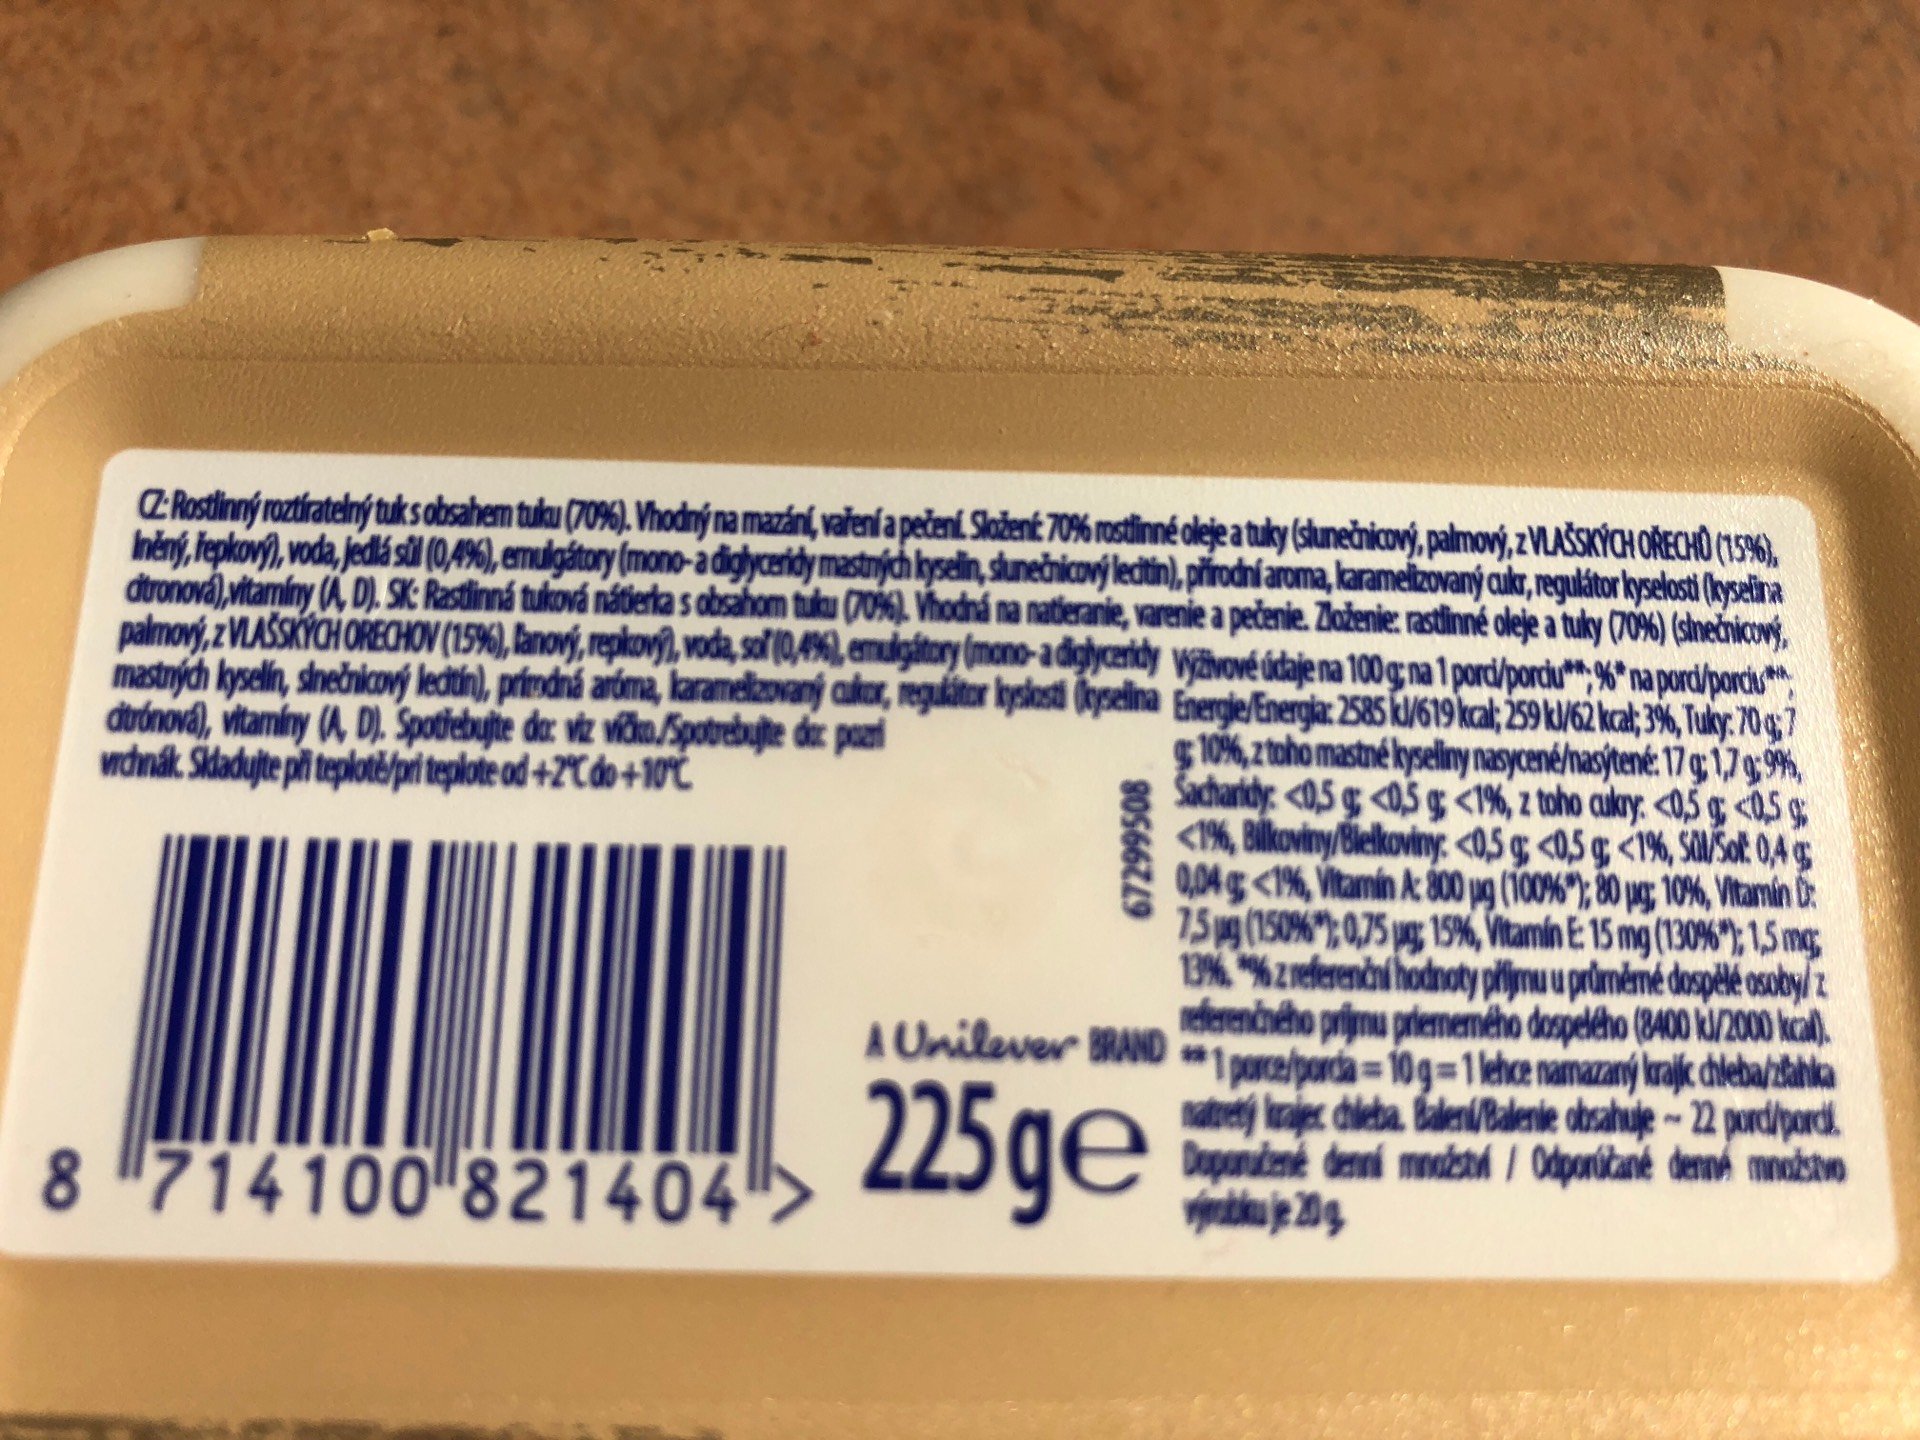 CZ: Rostlinný roztíratelný tuk s obsahem tuku (70%). Vhodný na mazání, vaření a pečení. Složení: 70% rostlinné oleje a tuky (slunečnicový, palmový, z VLAŠSKÝCH OŘECHŮ (15%),
lněný, řepkový), voda, jedlá sůl (0,4%), emulgátory (mono- a diglyceridy mastných kyselin, slunečnicový lecitin), přírodní aroma, karamelizovaný cukr, regulátor kyselosti (kyselina
citronová),vitamíny (A, D). SK: Rastlinná tuková nátierka s obsahom tuku (70%). Vhodná na natieranie, varenie a pečenie. Zloženie: rastlinné oleje a tuky (70%) (slnečnicový,
palmový, z VLAŠSKÝCH ORECHOV (15%), ľanový, repkový), voda, soľ (0,4%), emulgátory (mono- a diglyceridy
mastných kyselín, slnečnicový lecitín), prírodná aróma, karamelizovaný cukor, regulátor kyslosti (kyselina
citrónová), vitamíny (A, D). Spotřebujte do: viz víčko./Spotrebujte do: pozri
vrchnák. Skladujte při teplotě/pri teplote od +2°C do +10°C
Výživové údaje na 100 g; na 1 porci/porciu**; %* na porci/porciu**:
Energie/Energia: 2585 kJ/619 kcal; 259 kJ/62 kcal; 3%, Tuky: 70 g; 7
g; 10%, z toho mastné kyseliny nasycené/nasýtené: 17 g; 1,7 g; 9%,
Sacharidy: <0,5 g; <0,5 g; <1%, z toho cukry: <0,5 g; <0,5 g;
<1%, Bílkoviny/Bielkoviny: <0,5 g; <0,5 g; <1%, Sůl/Soľ: 0,4 g;
0,04 g; <1%, Vitamín A: 800 µg (100%*); 80 µg; 10%, Vitamín D:
7,5 µg (150%*); 0,75 µg; 15%, Vitamín E: 15 mg (130%*); 1,5 mg;
13%. *% z referenční hodnoty příjmu u průměrné dospělé osoby/ z
referenčného príjmu priemerného dospelého (8400 kJ/2000 kcal).
** 1 porce/porcia = 10 g = 1 lehce namazaný krajíc chleba/zľahka
natretý krajec chleba. Balení/Balenie obsahuje ~ 22 porcí/porcií.
Doporučené denní množství / Odporúčané denné množstvo
výrobku je 20 g.
67299508
A Unilever BRAND
225 g e
8 714100 821404 >